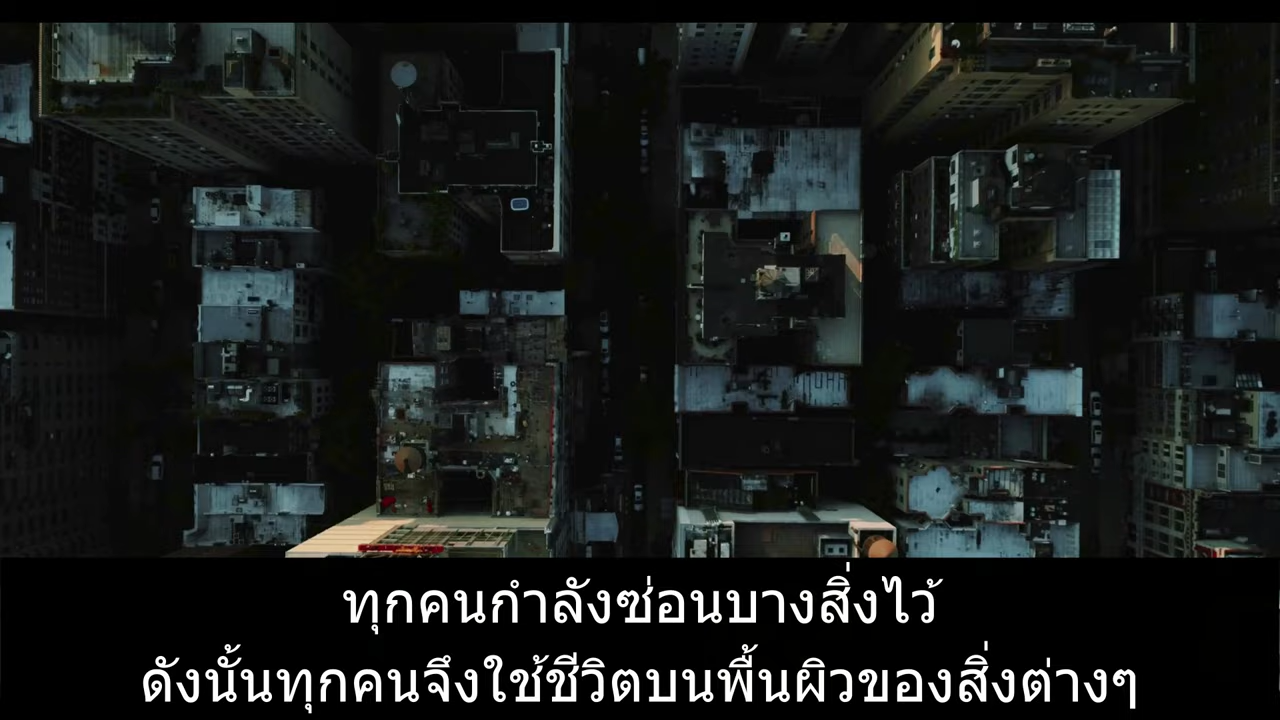 ทุกคนกำลังซ่อนบางสิ่งไว้
ดังนั้นทุกคนจึงใช้ชีวิตบนพื้นผิวของสิ่งต่างๆ